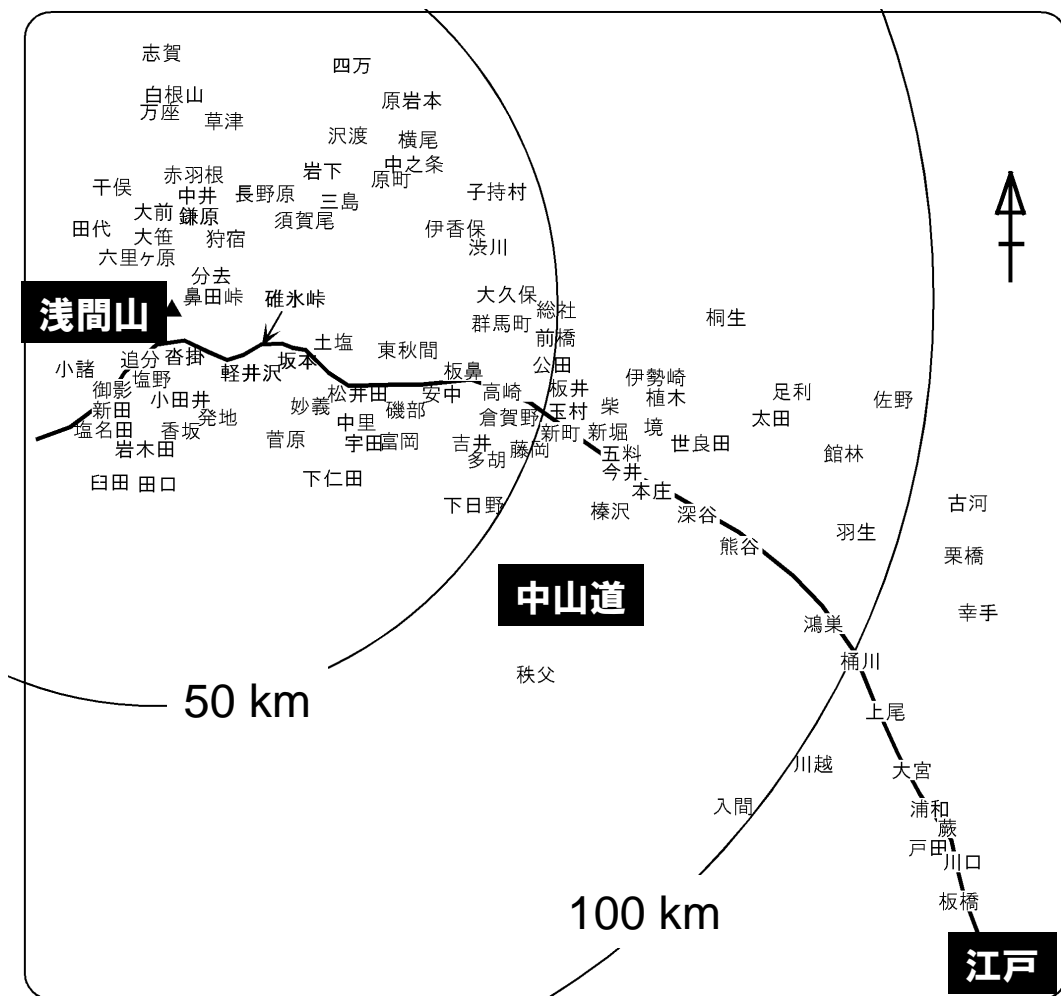 志賀
四万
白根山
原岩本
万座
草津
沢渡
横尾
中之条
岩下
赤羽根
原町
干俣
中井
長野原
子持村
三島
大前
鎌原
須賀尾
田代
大笹
狩宿
伊香保
渋川
六里ヶ原
分去
鼻田峠
碓氷峠
大久保
総社
浅間山
群馬町
桐生
前橋
土塩
東秋間
追分
沓掛
坂本
小諸
軽井沢
板鼻
公田
塩野
伊勢崎
御影
松井田
安中
高崎
板井
植木
足利
小田井
新田
妙義
磯部
柴
佐野
発地
中里
倉賀野
玉村
太田
塩名田
香坂
境
新町
新堀
菅原
宇田
富岡
吉井
藤岡
世良田
岩木田
五料
館林
多胡
今井
臼田
田口
下仁田
本庄
下日野
榛沢
深谷
古河
羽生
熊谷
栗橋
中山道
幸手
鴻巣
桶川
秩父
50 km
上尾
川越
大宮
入間
浦和
蕨
戸田
川口
板橋
100 km
江戸